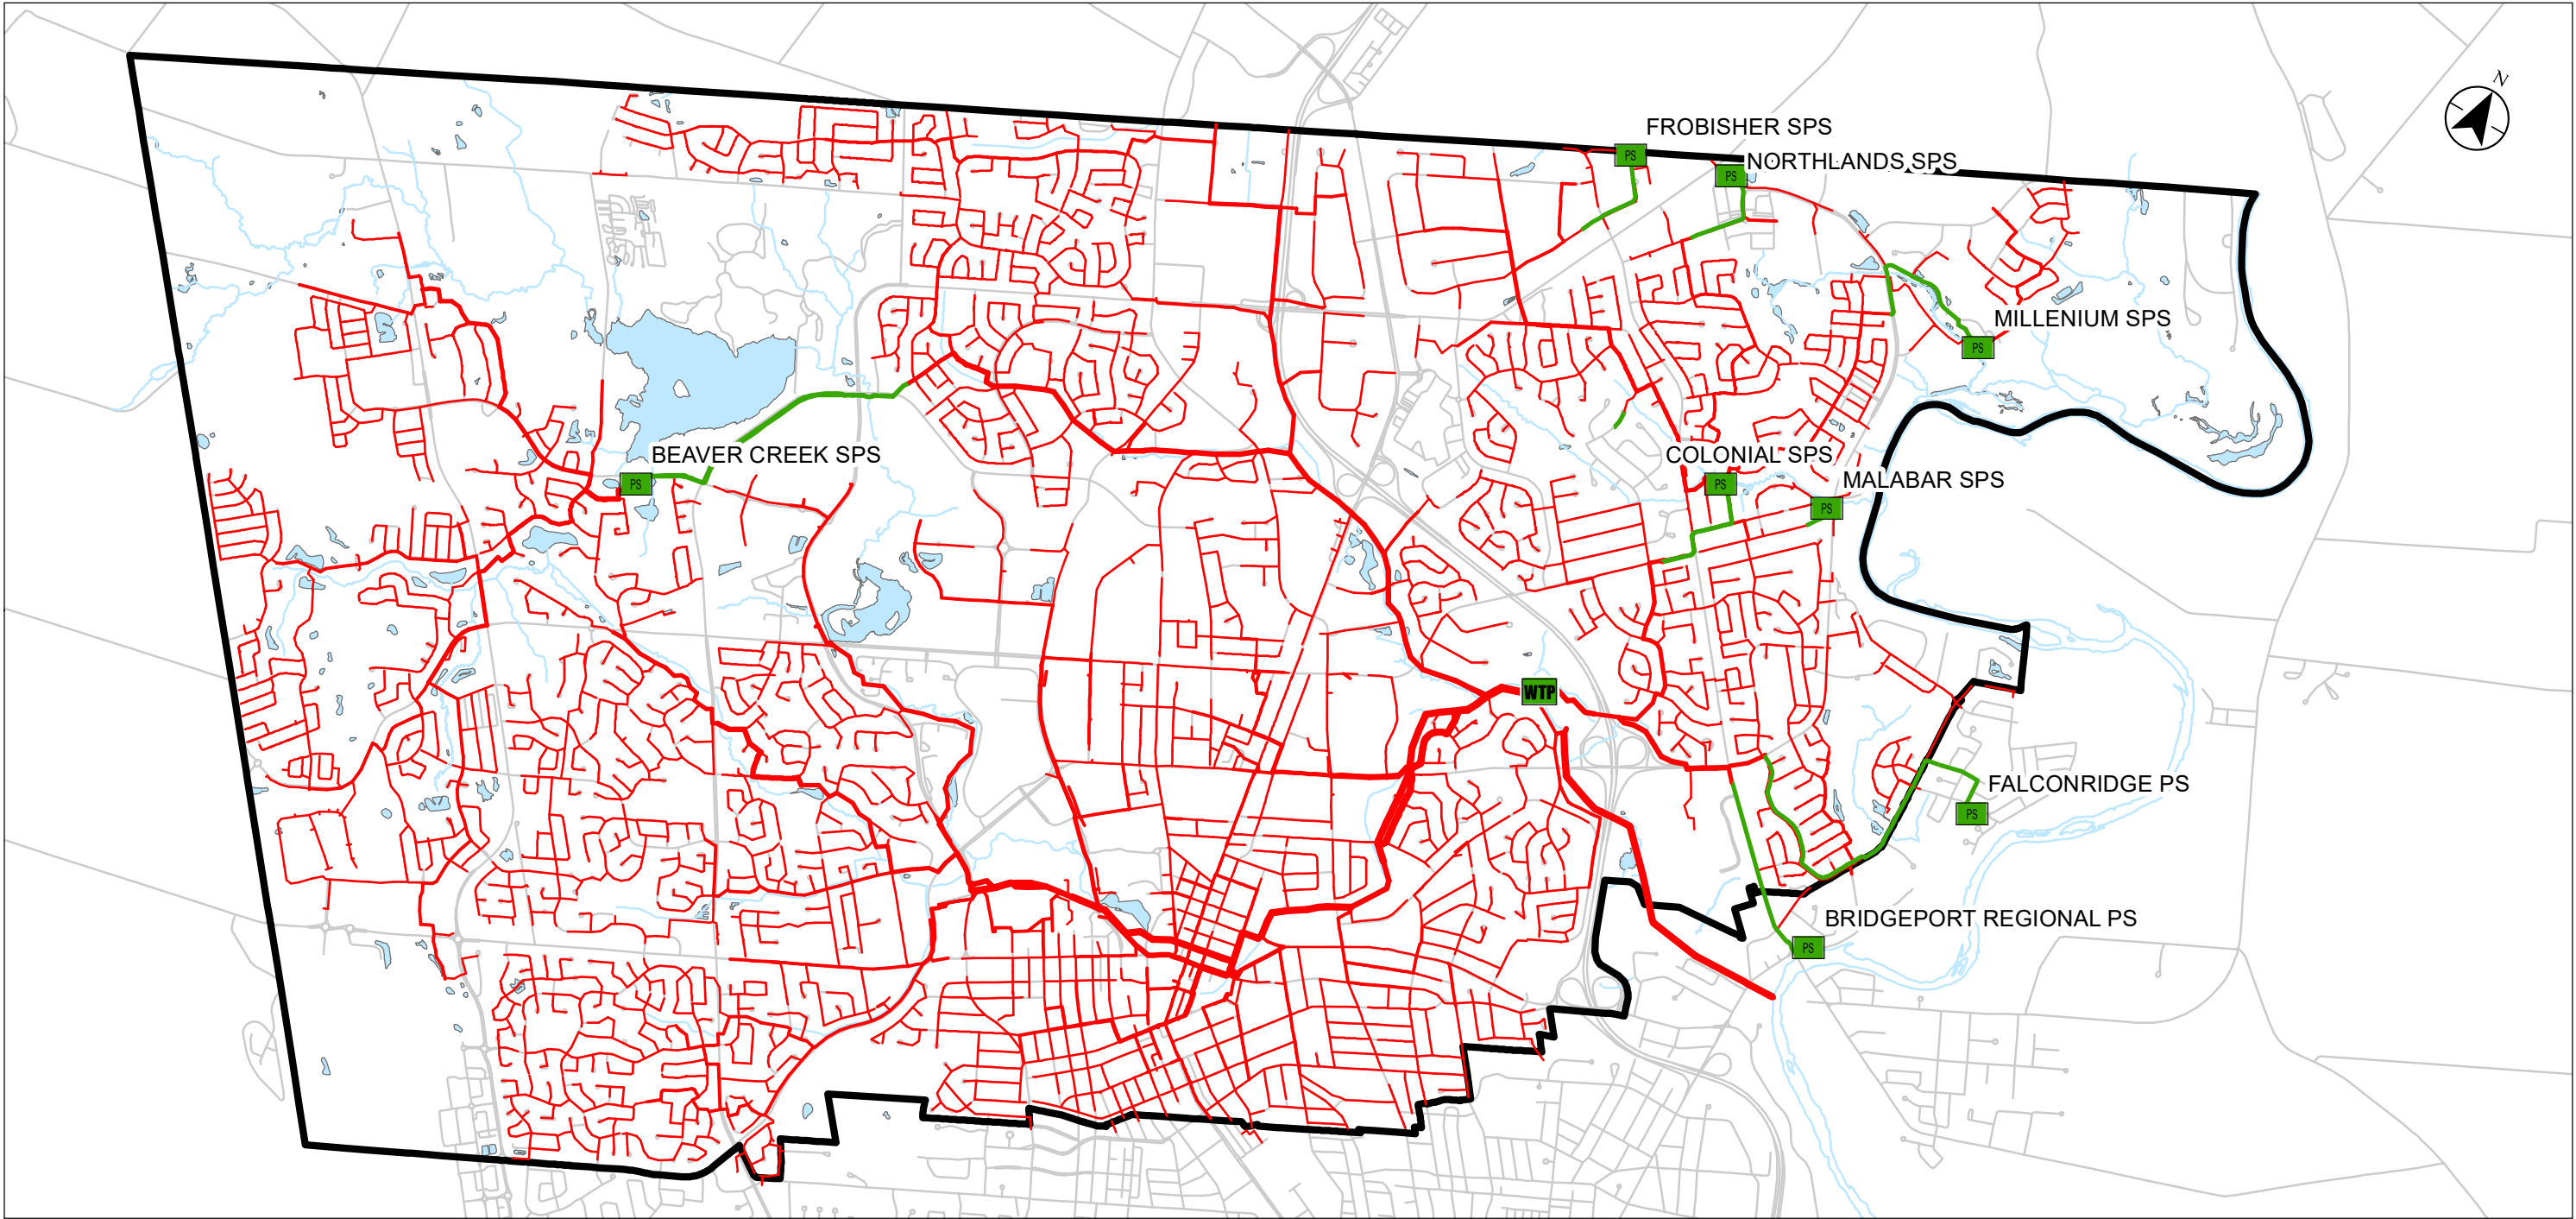 N
FROBISHER SPS
PS
NORTHLANDS SPS
PS
MILLENIUM SPS
PS
BEAVER CREEK SPS
PS
COLONIAL SPS
PS
MALABAR SPS
PS
WTP
FALCONRIDGE PS
PS
BRIDGEPORT REGIONAL PS
PS